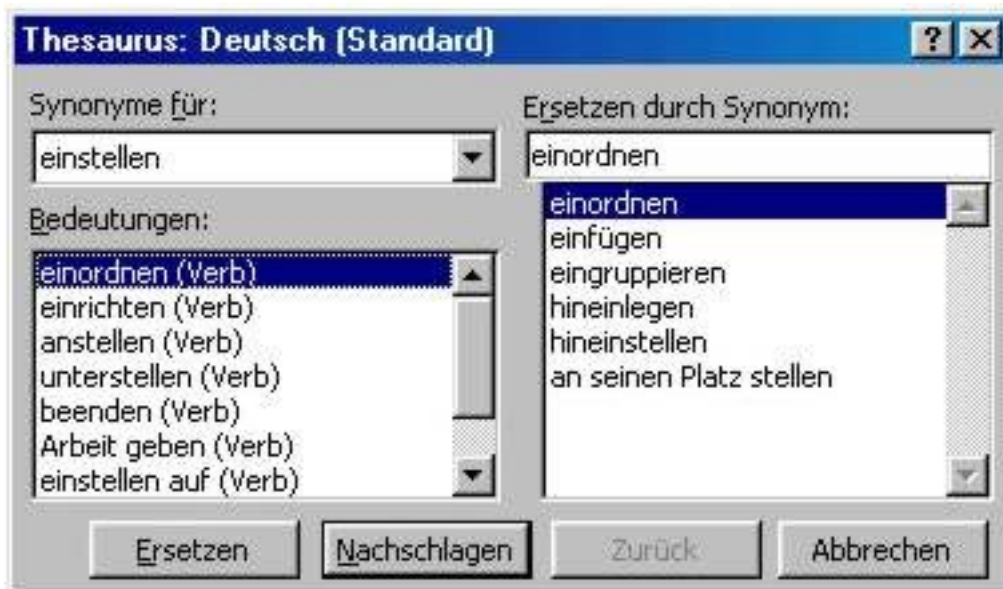 Thesaurus: Deutsch (Standard)
Synonyme für:
einstellen
Bedeutungen:
einordnen (Verb)
einrichten (Verb)
anstellen (Verb)
unterstellen (Verb)
beenden (Verb)
Arbeit geben (Verb)
einstellen auf (Verb)
Ersetzen durch Synonym:
einordnen
einordnen
einfügen
eingruppieren
hineinlegen
hineinstellen
an seinen Platz stellen
Ersetzen
Nachschlagen
Zurück
Abbrechen